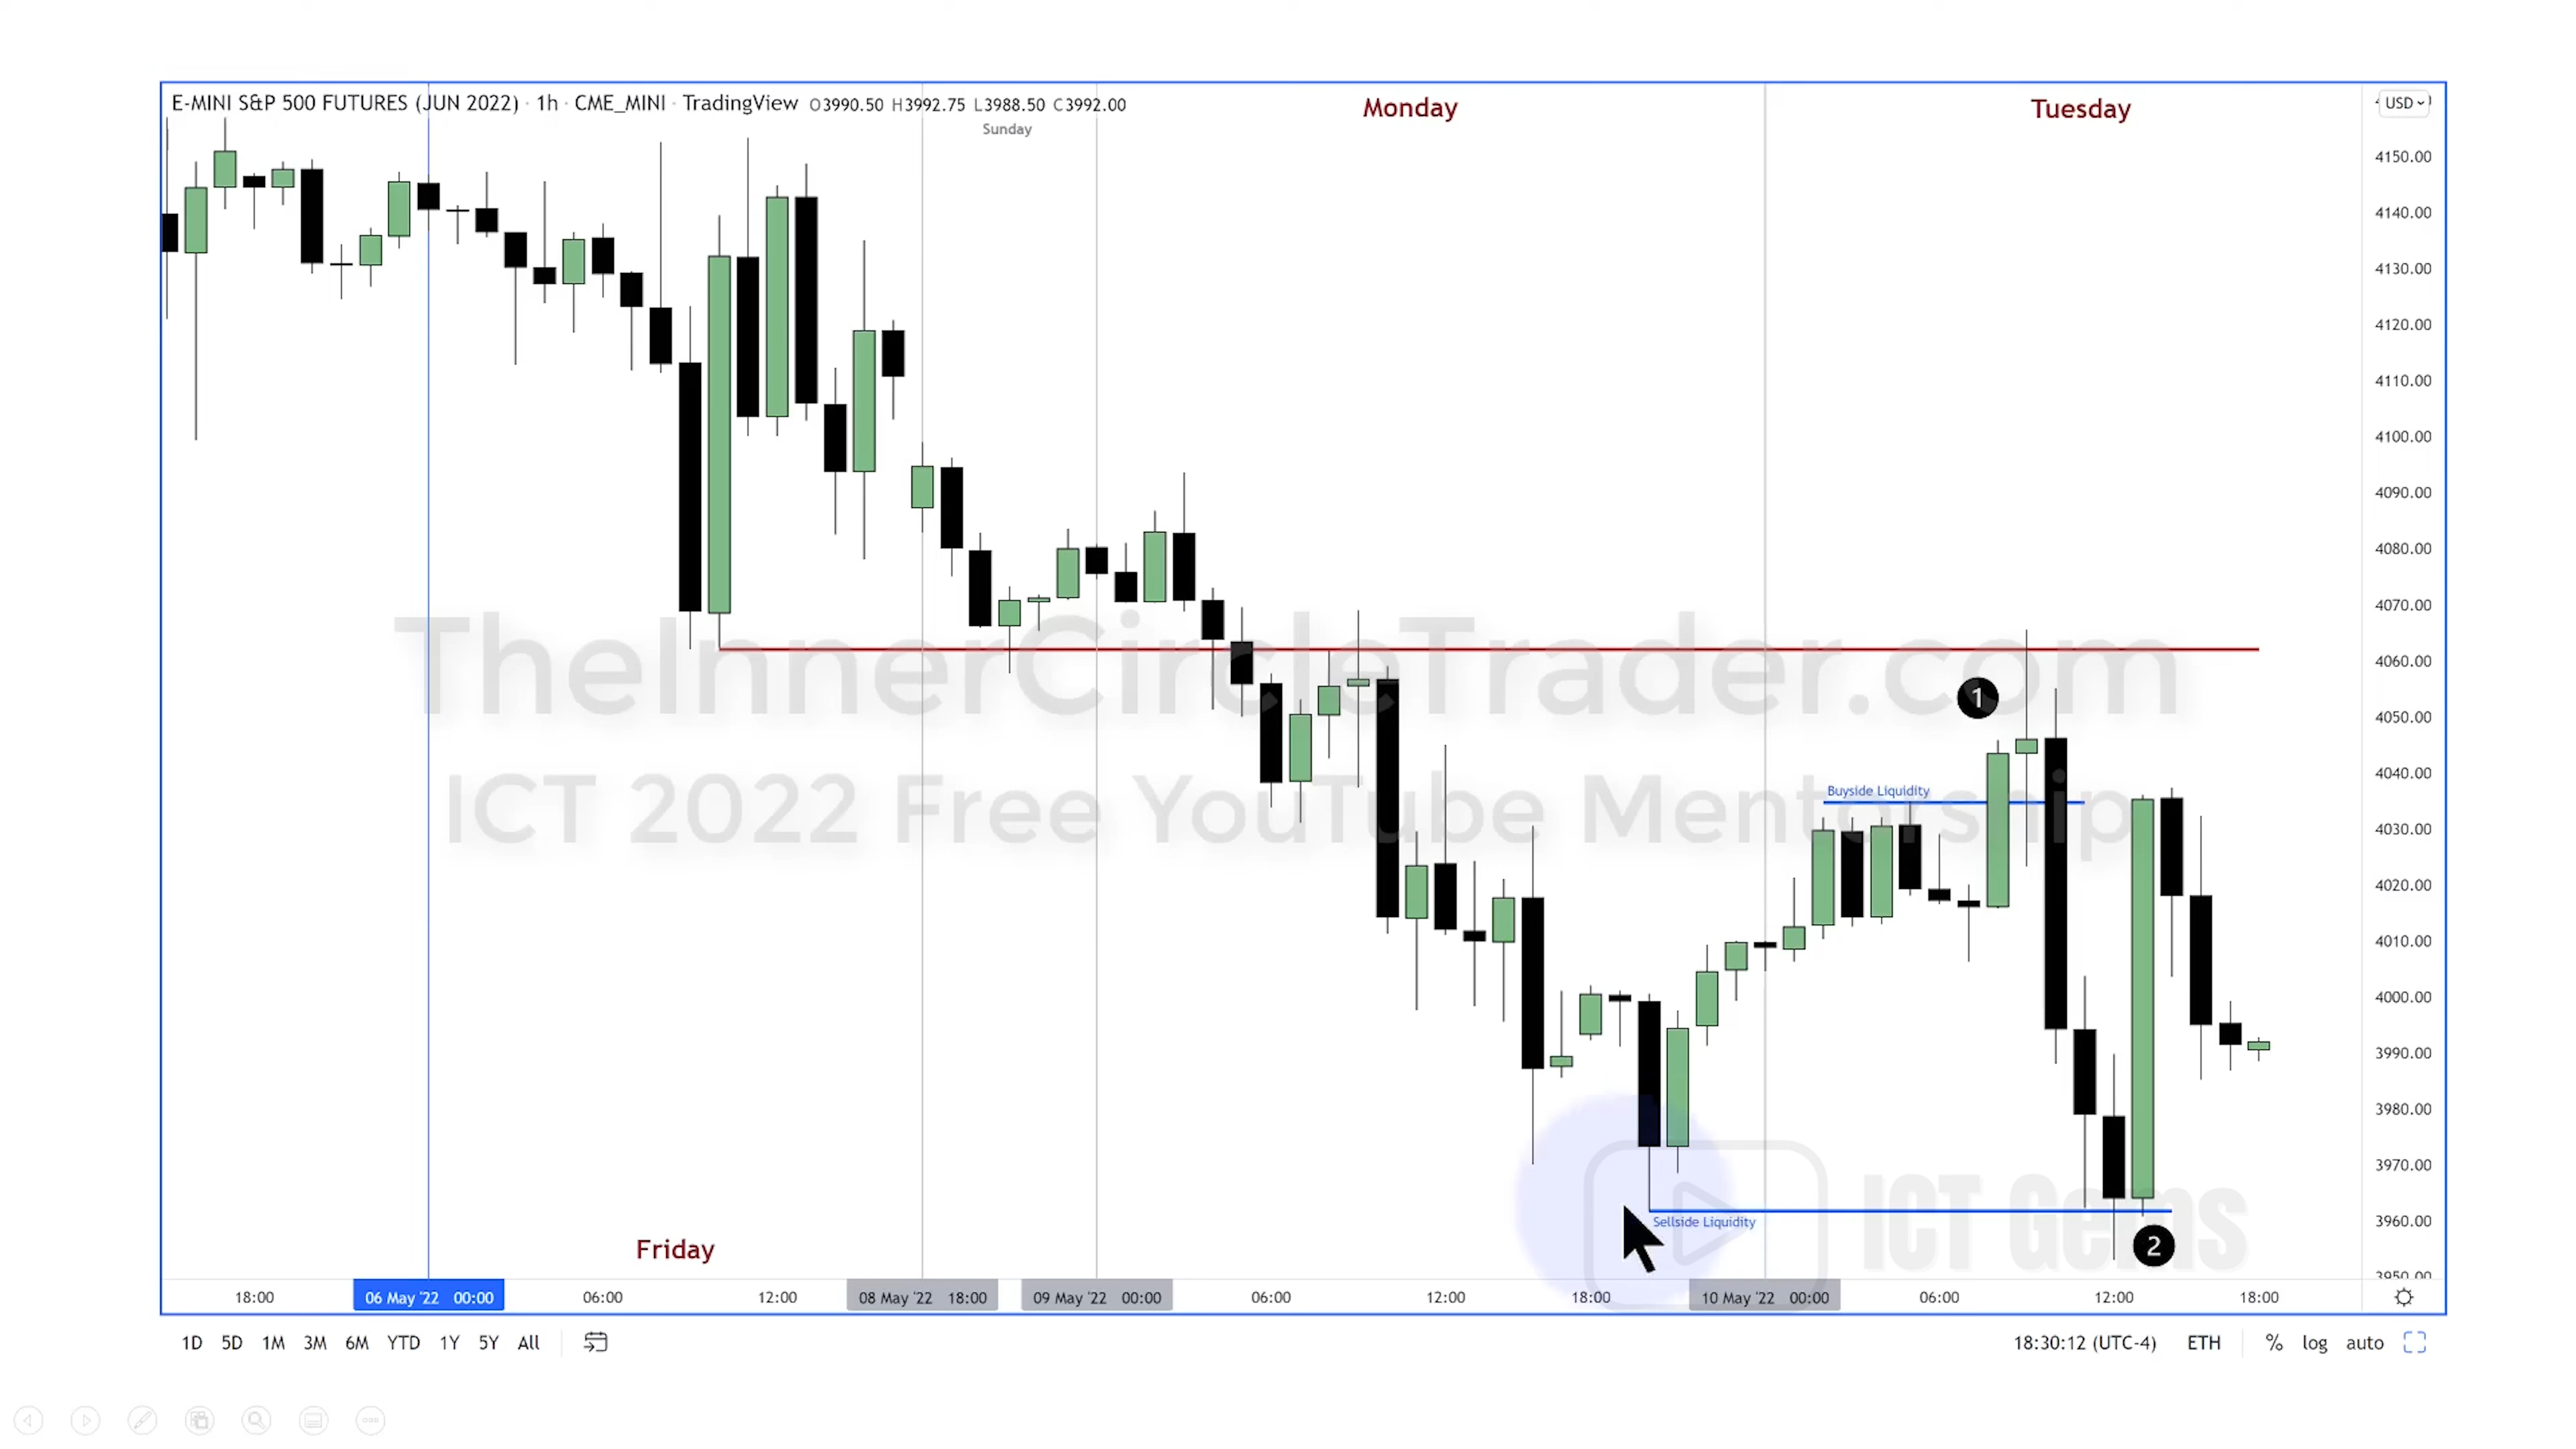 E-MINI S&P 500 FUTURES (JUN 2022) · 1h · CME_MINI · TradingView O3990.50 H3992.75 L3988.50 C3992.00
Sunday
Monday
Tuesday
USD
4150.00
4140.00
4130.00
4120.00
4110.00
4100.00
4090.00
4080.00
4070.00
4060.00
4050.00
4040.00
4030.00
4020.00
4010.00
4000.00
3990.00
3980.00
3970.00
3960.00
3950.00
TheInnerCircleTrader.com
ICT 2022 Free YouTube Mentorship
1
Buyside Liquidity
Sellside Liquidity
ICT Gems
2
Friday
18:00
06 May '22 00:00
06:00
12:00
08 May '22 18:00
09 May '22 00:00
06:00
12:00
18:00
10 May '22 00:00
06:00
12:00
18:00
1D 5D 1M 3M 6M YTD 1Y 5Y All
18:30:12 (UTC-4) ETH % log auto